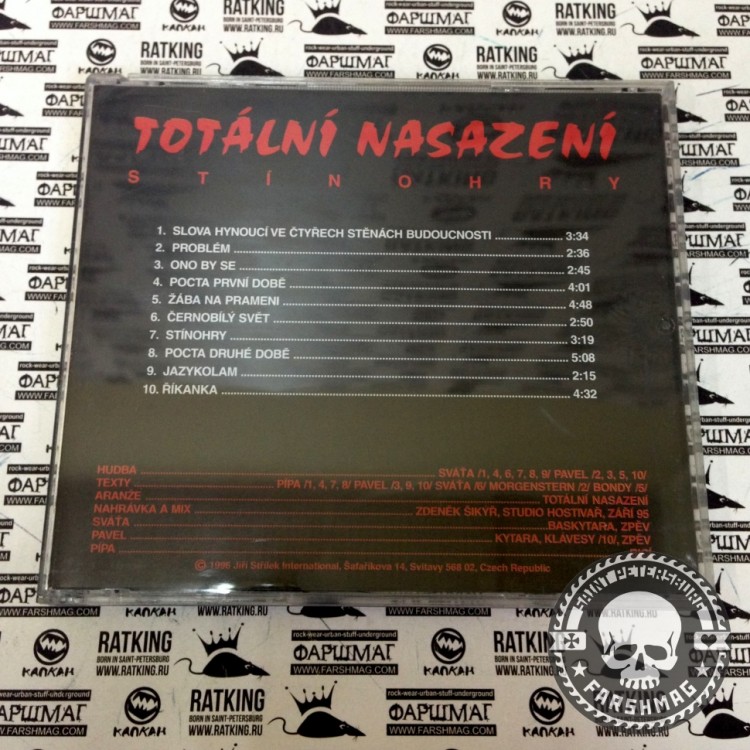 TOTÁLNÍ NASAZENÍ
STÍNOHRY
1. SLOVA HYNOUCÍ VE ČTYŘECH STĚNÁCH BUDOUCNOSTI 3:34
2. PROBLÉM 2:36
3. ONO BY SE 2:45
4. POCTA PRVNÍ DOBĚ 4:01
5. ŽÁBA NA PRAMENI 4:48
6. ČERNOBÍLÝ SVĚT 2:50
7. STÍNOHRY 3:19
8. POCTA DRUHÉ DOBĚ 5:08
9. JAZYKOLAM 2:15
10. ŘÍKANKA 4:32
HUDBA SVÁŤA /1, 4, 6, 7, 8, 9/ PAVEL /2, 3, 5, 10/
TEXTY PÍPA /1, 4, 7, 8/ PAVEL /3, 9, 10/ SVÁŤA /6/ MORGENSTERN /2/ BONDY /5/
ARANŽE TOTÁLNÍ NASAZENÍ
NAHRÁVKA A MIX ZDENĚK ŠIKÝŘ, STUDIO HOSTIVAŘ, ZÁŘÍ 95
SVÁŤA BASKYTARA, ZPĚV
PAVEL KYTARA, KLÁVESY /10/, ZPĚV
PÍPA
© 1996 Jiří Střílek International, Šafaříkova 14, Svitavy 568 02, Czech Republic
SAINT PETERSBURG
FARSHMAG
RATKING
BORN IN SAINT-PETERSBURG
WWW.RATKING.RU
rock-wear-urban-stuff-underground
ФАРШМАГ
WWW.FARSHMAG.COM
КАПКАН